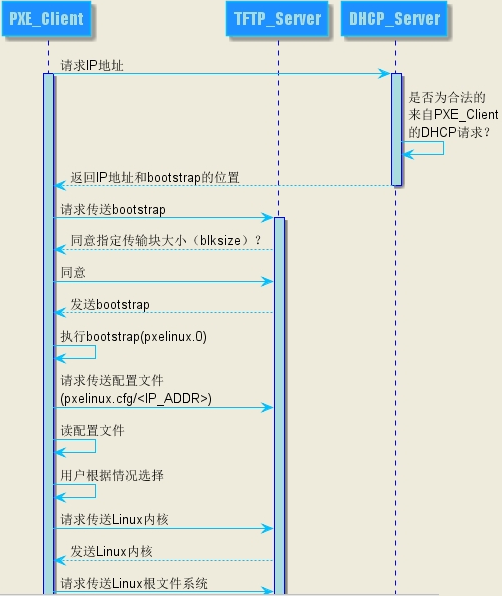 PXE_Client
TFTP_Server
DHCP_Server
请求IP地址
是否为合法的
来自PXE_Client
的DHCP请求？
返回IP地址和bootstrap的位置
请求传送bootstrap
同意指定传输块大小（blksize）？
同意
发送bootstrap
执行bootstrap(pxelinux.0)
请求传送配置文件
(pxelinux.cfg/<IP_ADDR>)
读配置文件
用户根据情况选择
请求传送Linux内核
发送Linux内核
请求传送Linux根文件系统